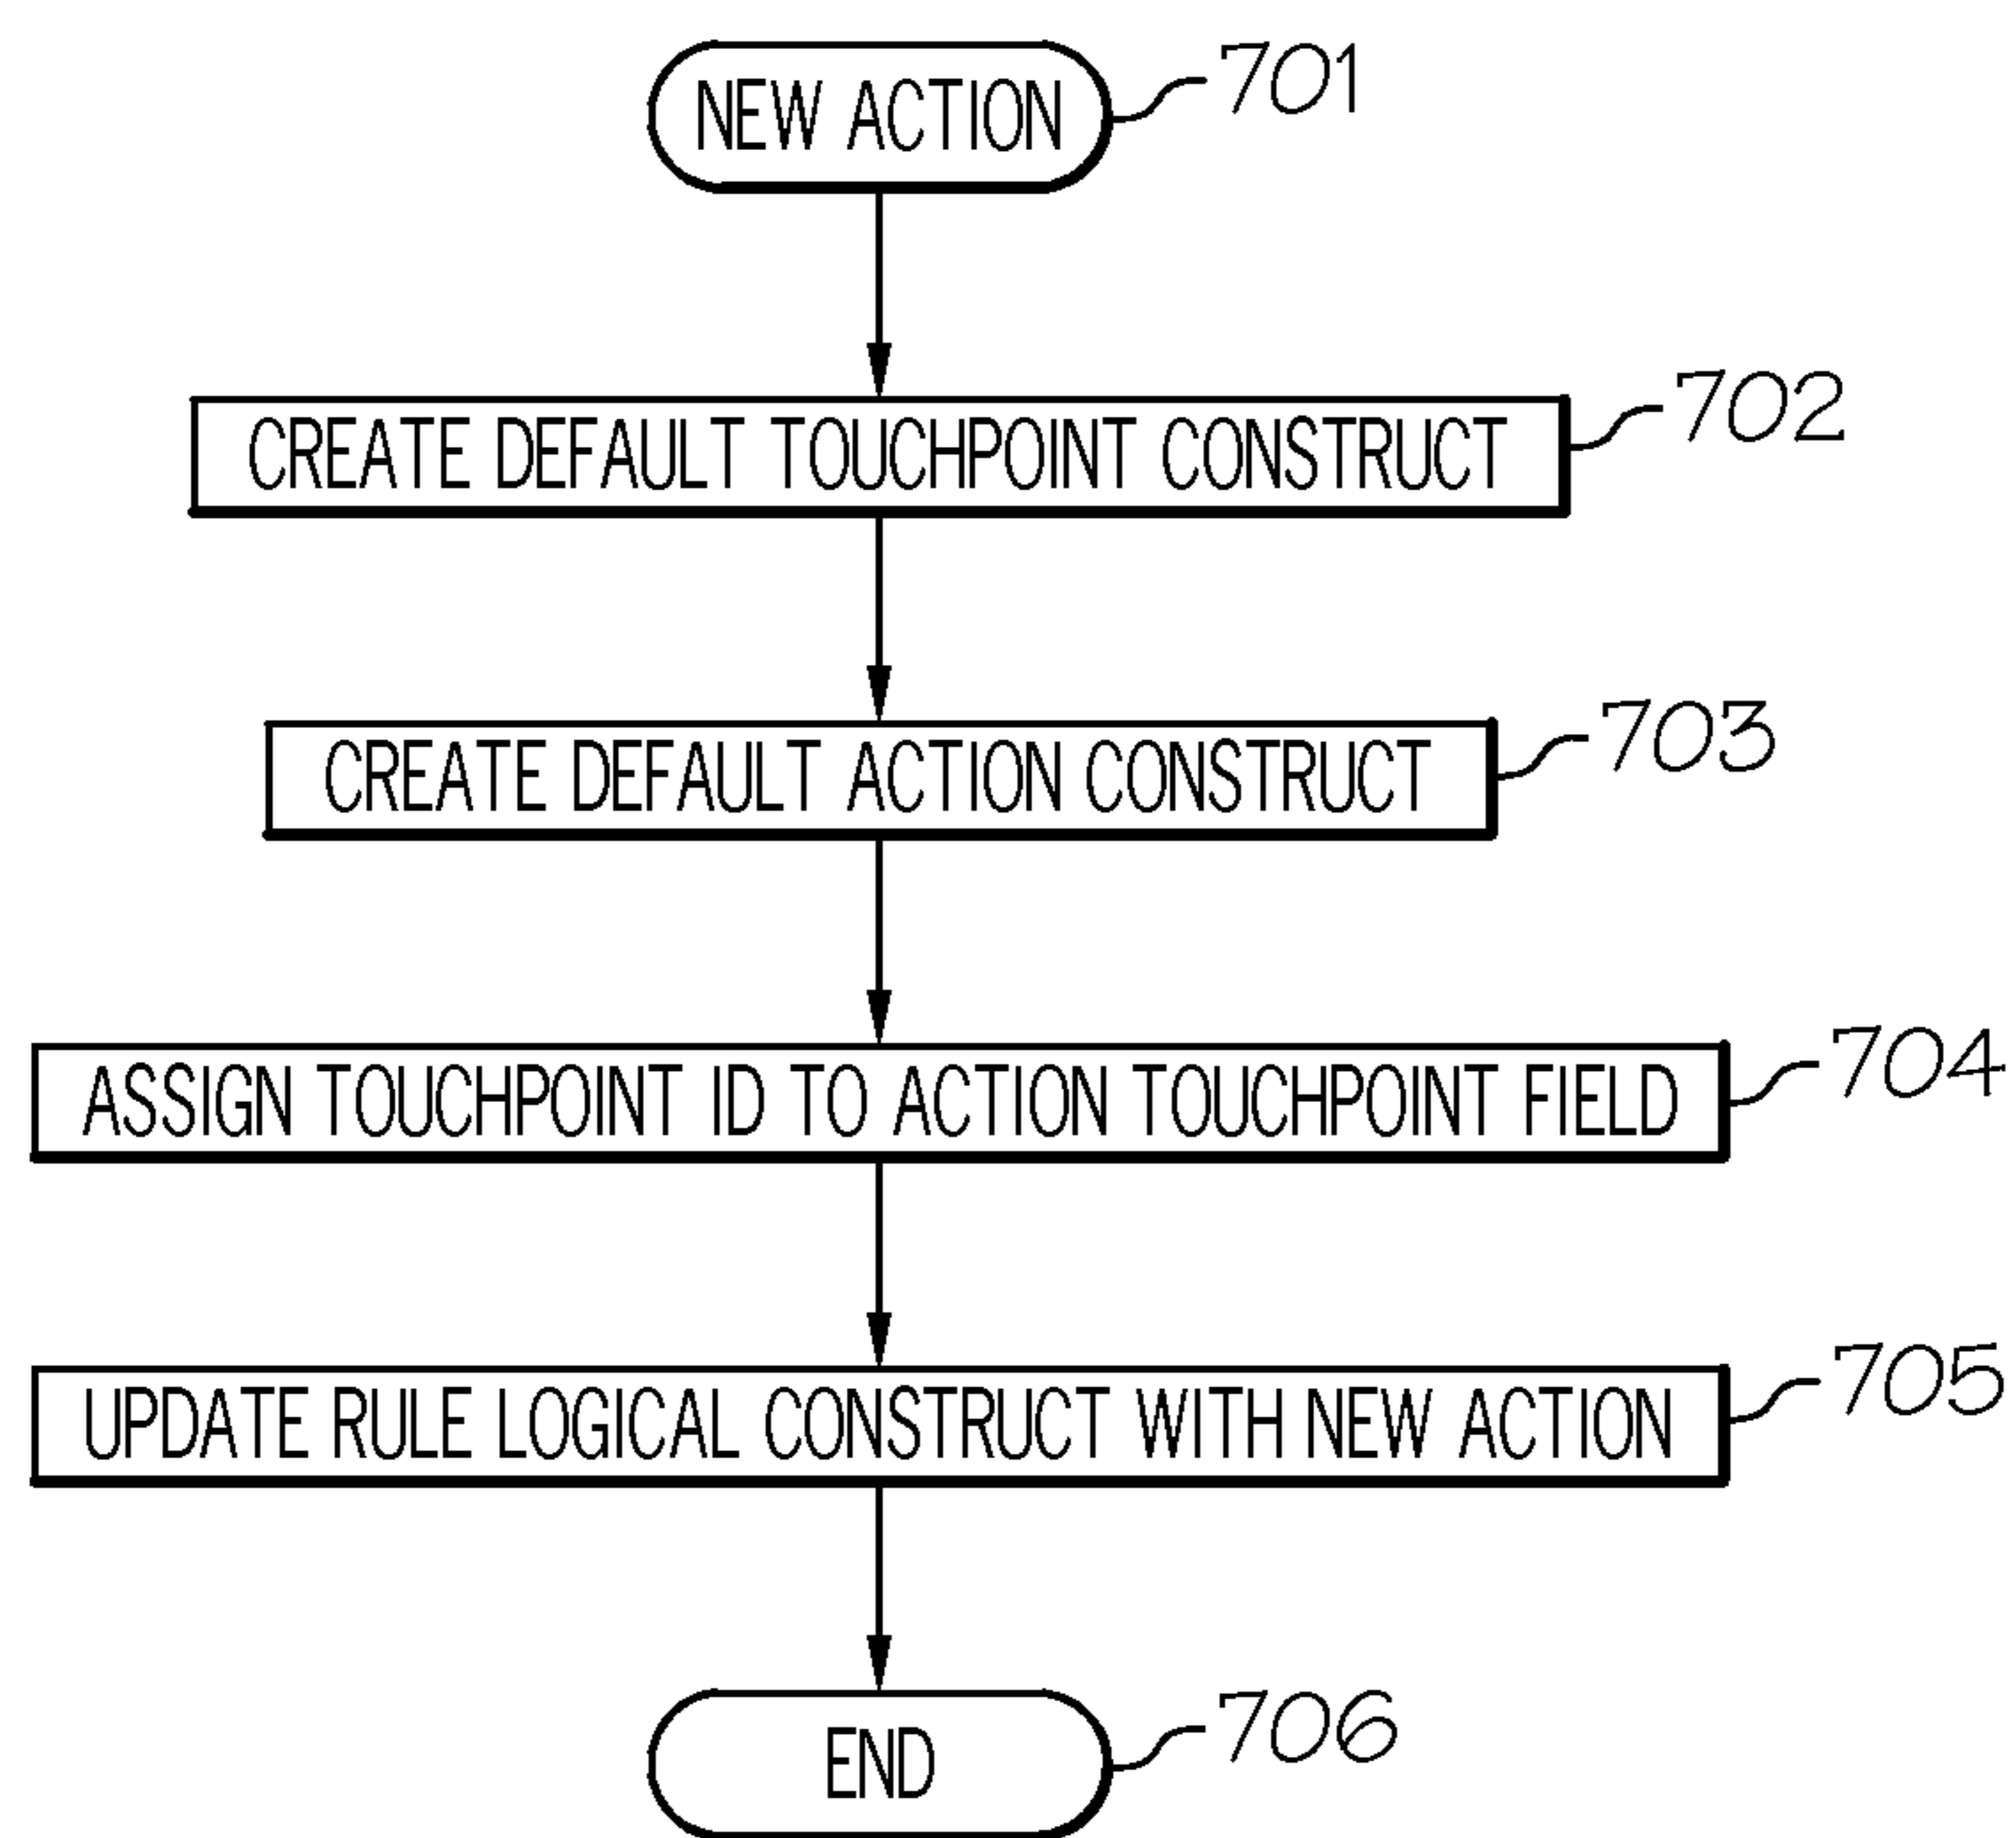 NEW ACTION
701
CREATE DEFAULT TOUCHPOINT CONSTRUCT
702
CREATE DEFAULT ACTION CONSTRUCT
703
ASSIGN TOUCHPOINT ID TO ACTION TOUCHPOINT FIELD
704
UPDATE RULE LOGICAL CONSTRUCT WITH NEW ACTION
705
END
706